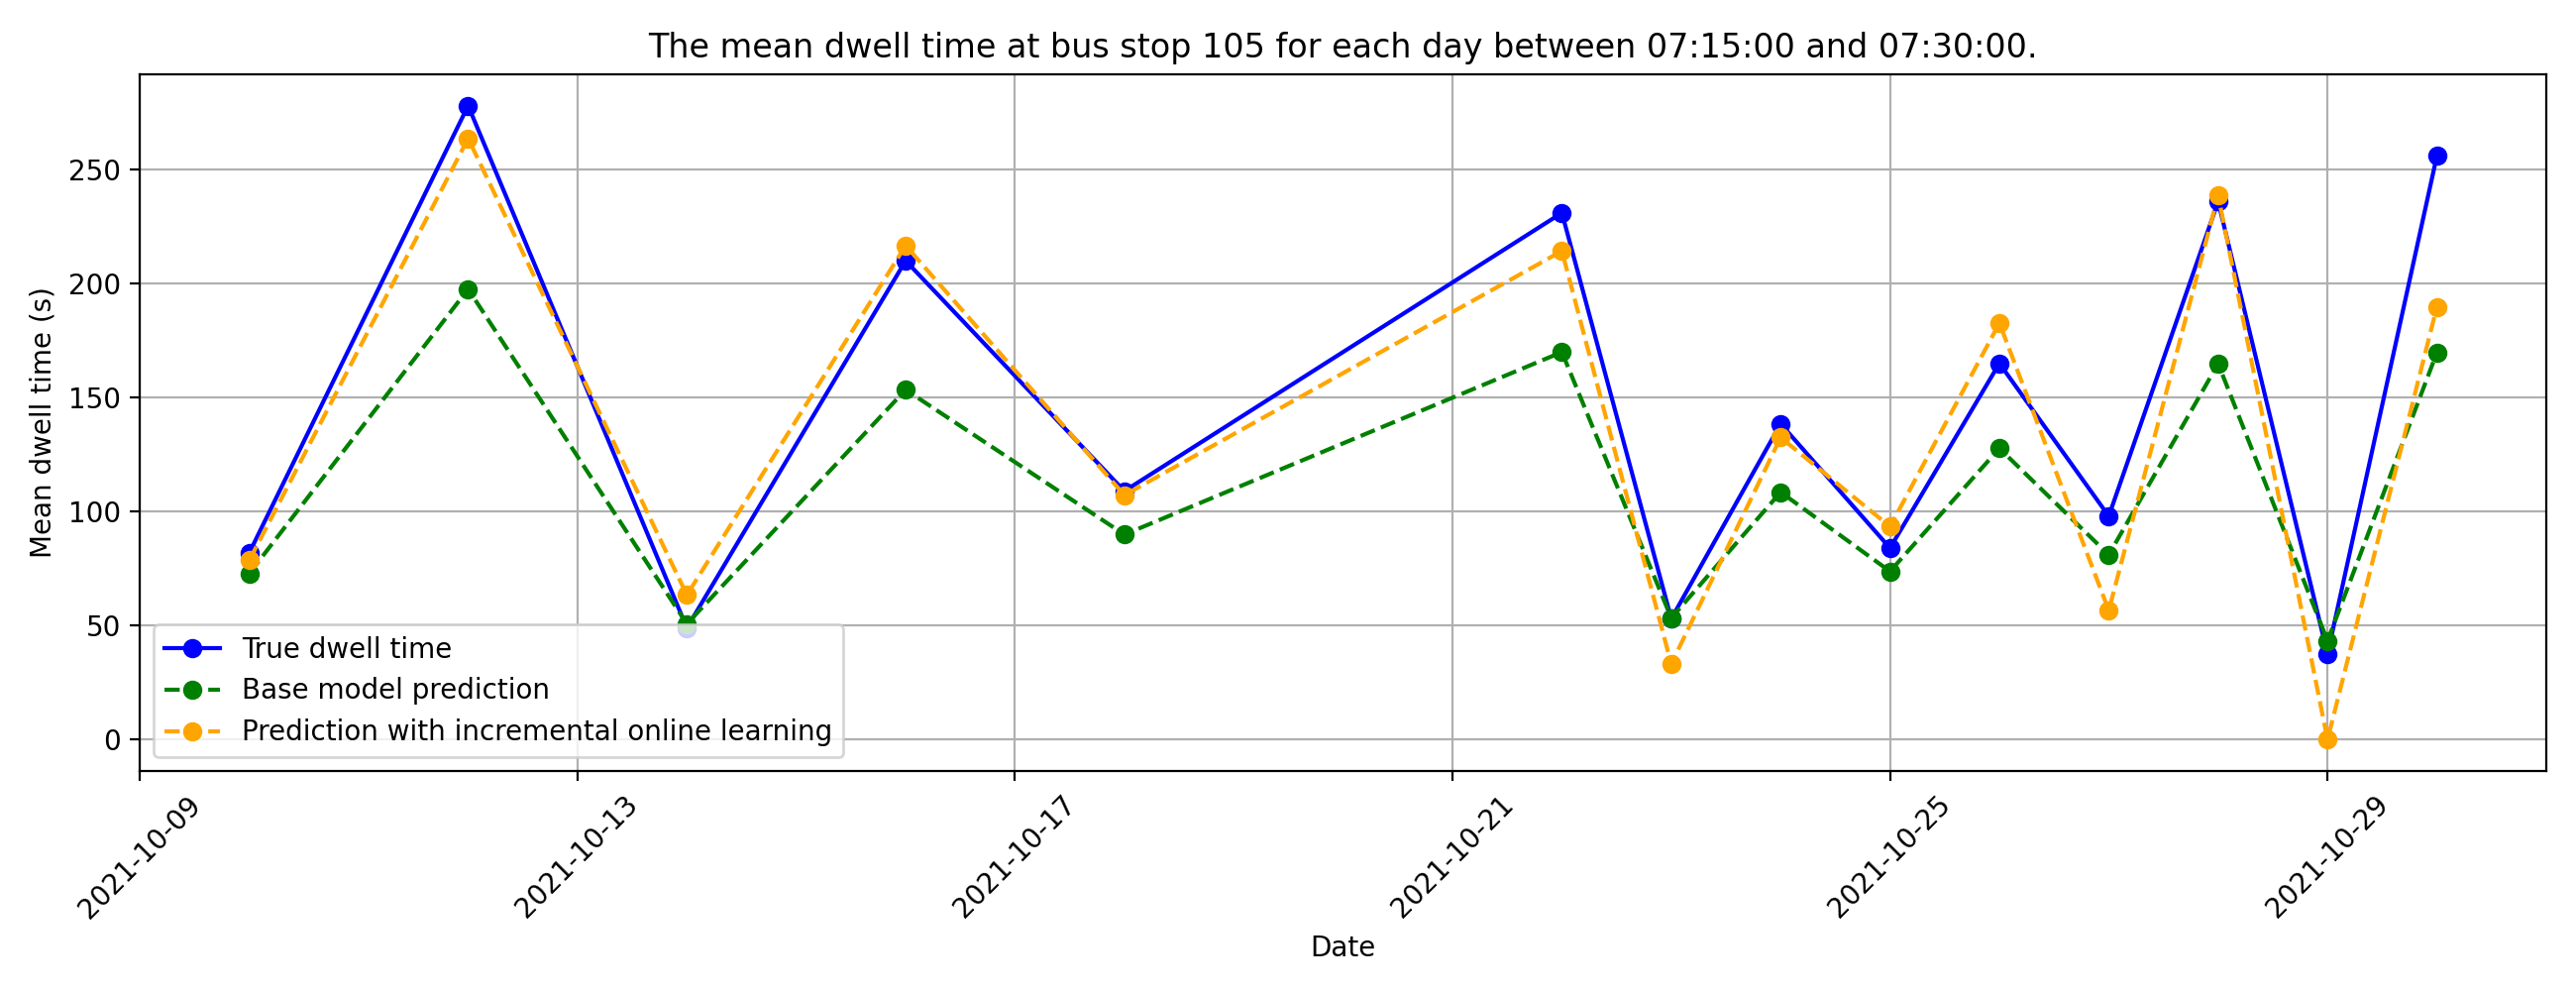 The mean dwell time at bus stop 105 for each day between 07:15:00 and 07:30:00.
Mean dwell time (s)
250
200
150
100
50
0
True dwell time
Base model prediction
Prediction with incremental online learning
2021-10-09
2021-10-13
2021-10-17
2021-10-21
2021-10-25
2021-10-29
Date